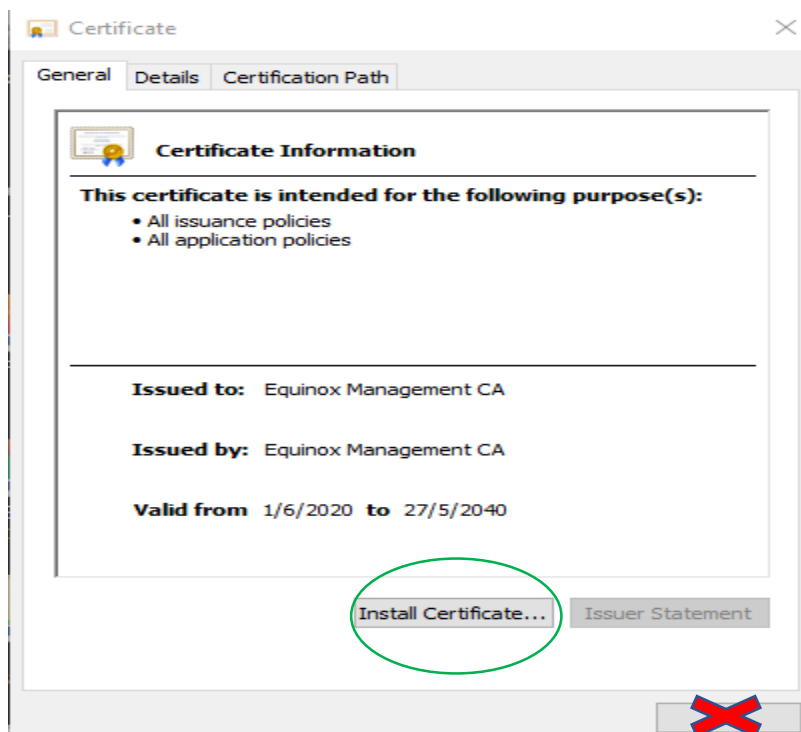 Certificate
General Details Certification Path
Certificate Information
This certificate is intended for the following purpose(s):
• All issuance policies
• All application policies
Issued to: Equinox Management CA
Issued by: Equinox Management CA
Valid from 1/6/2020 to 27/5/2040
Install Certificate... Issuer Statement